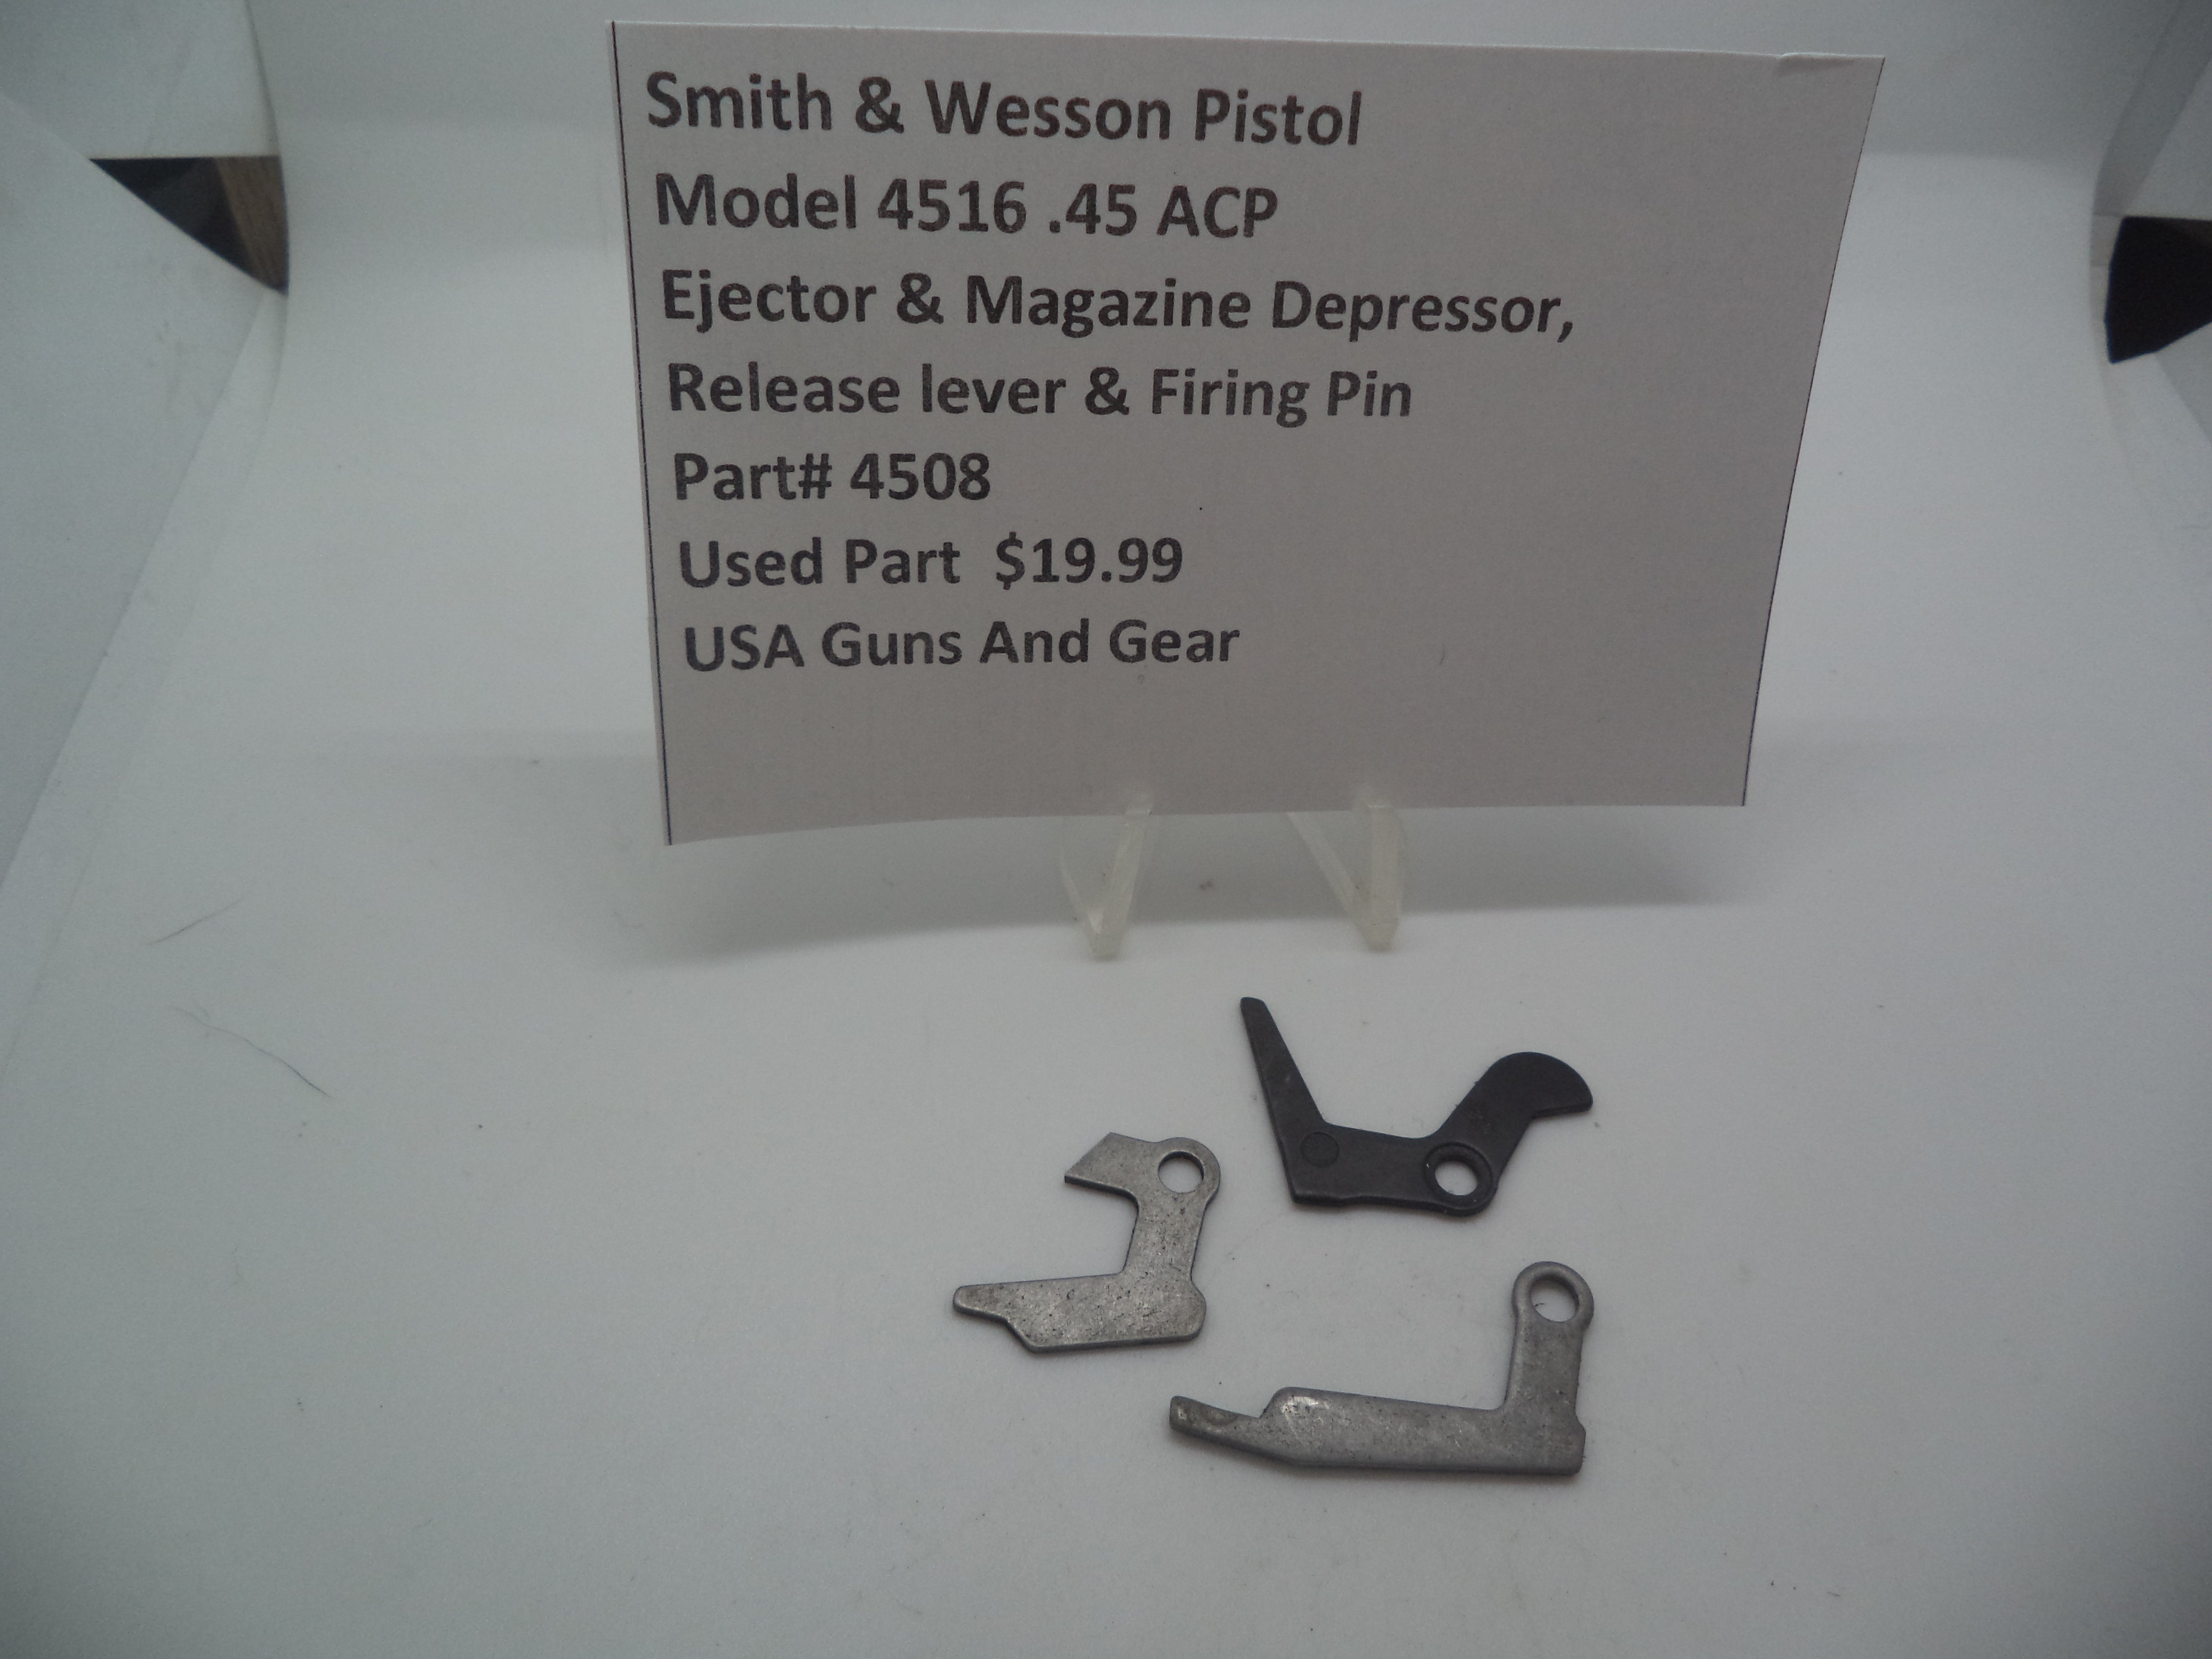 Smith & Wesson Pistol
Model 4516 .45 ACP
Ejector & Magazine Depressor,
Release lever & Firing Pin
Part# 4508
Used Part $19.99
USA Guns And Gear